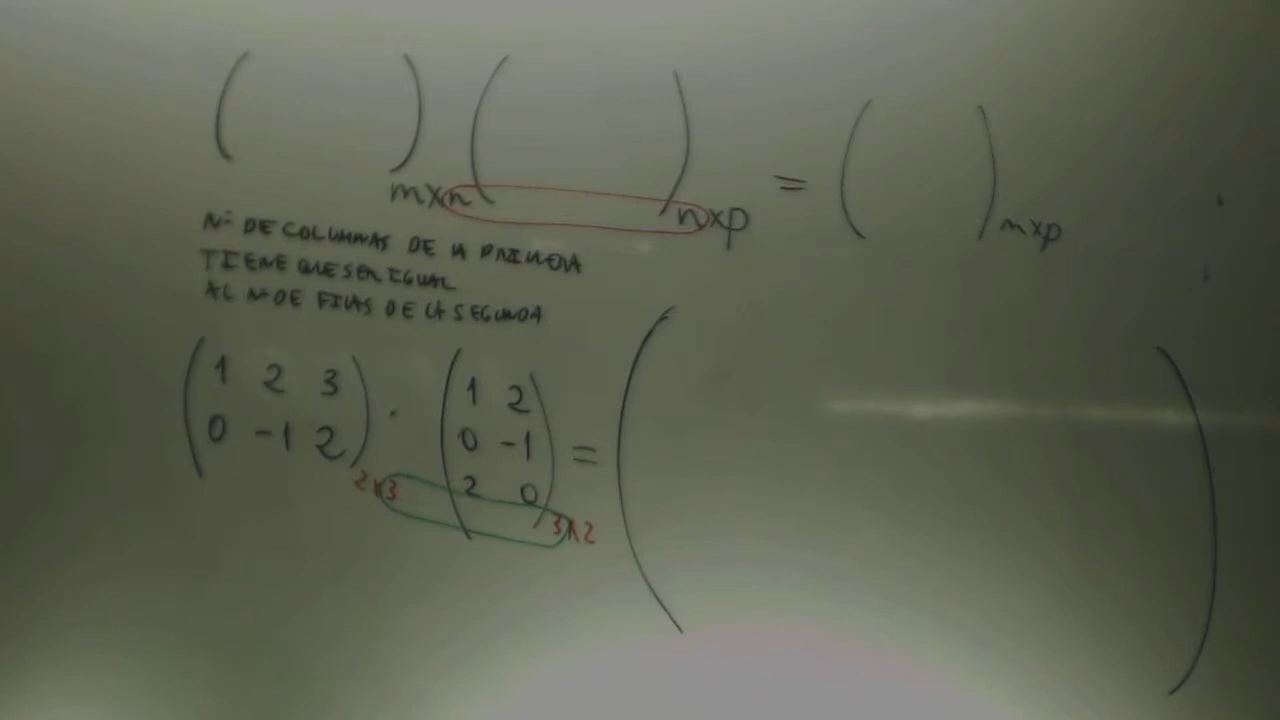 ( )mxn ( )nxp = ( )mxp
Nº DE COLUMNAS DE LA PRIMERA
TIENE QUE SER IGUAL
AL Nº DE FILAS DE LA SEGUNDA
1 2 3
0 -1 2
2x3
.
1 2
0 -1
2 0
3x2
=